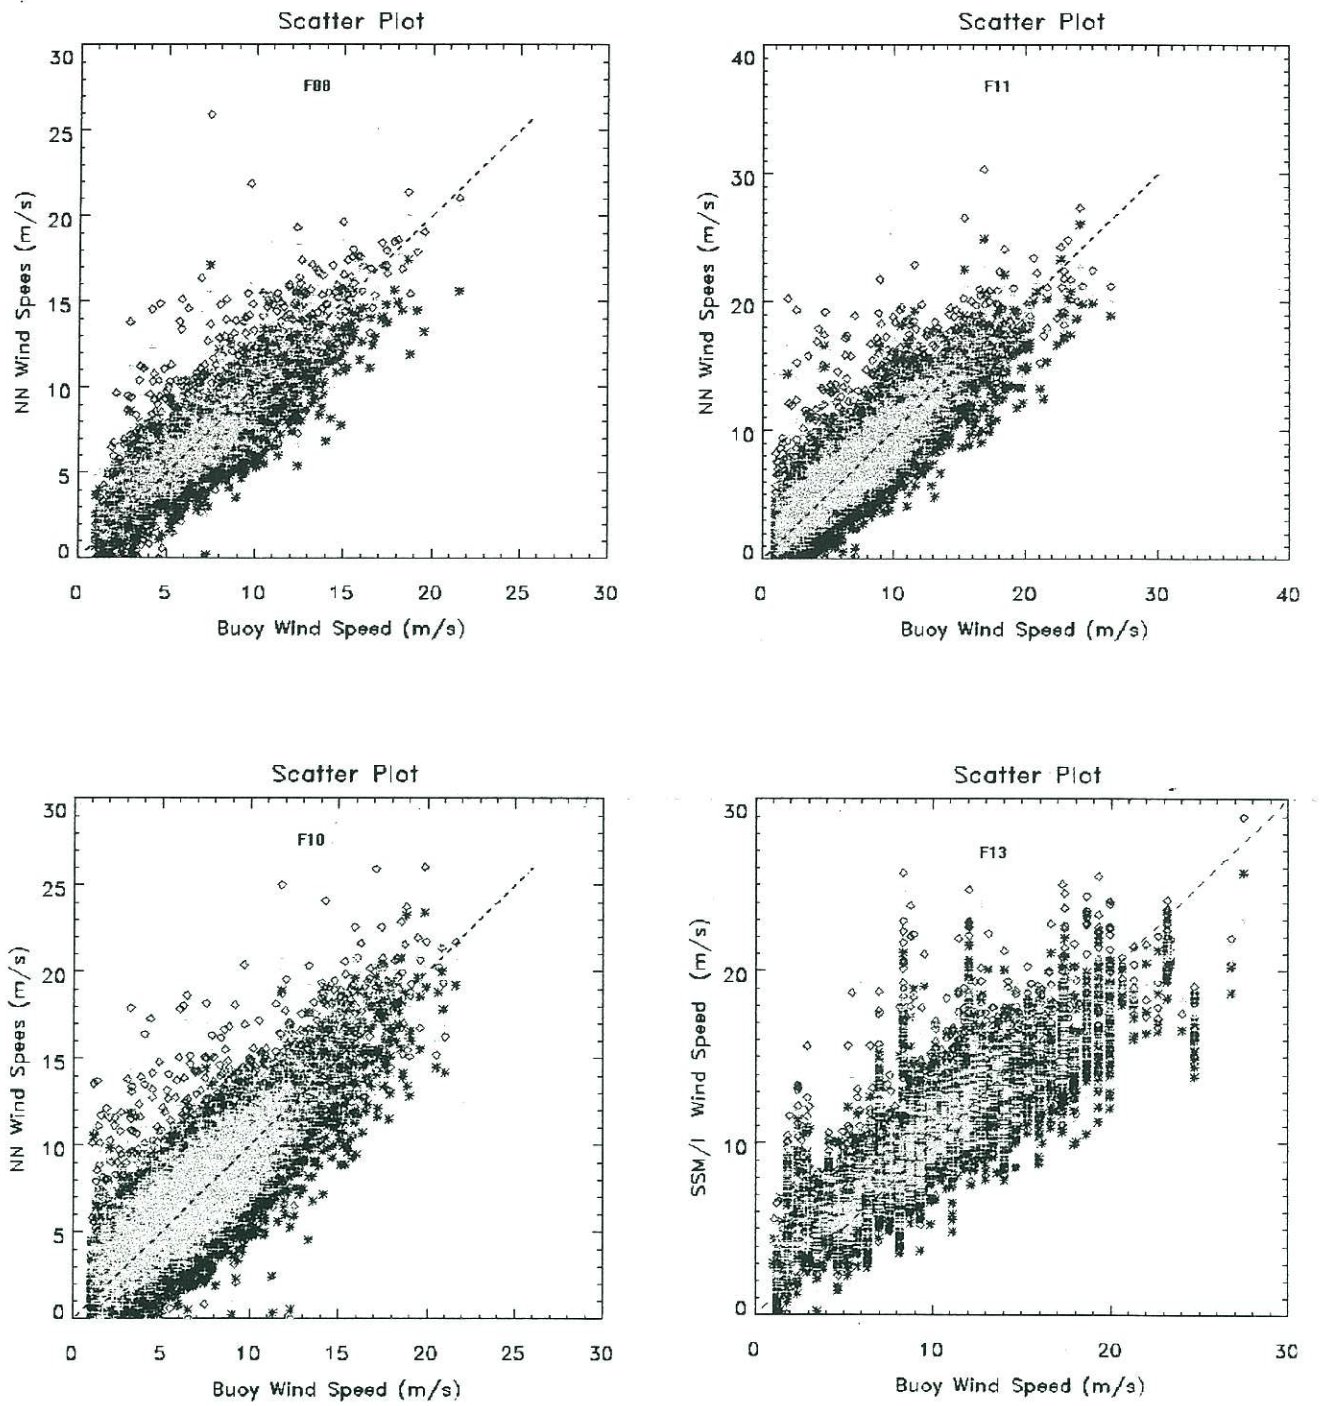 Scatter Plot
F08
30
25
20
15
10
5
0
NN Wind Spees (m/s)
0 5 10 15 20 25 30
Buoy Wind Speed (m/s)
Scatter Plot
F11
40
30
20
10
0
NN Wind Spees (m/s)
0 10 20 30 40
Buoy Wind Speed (m/s)
Scatter Plot
F10
30
25
20
15
10
5
0
NN Wind Spees (m/s)
0 5 10 15 20 25 30
Buoy Wind Speed (m/s)
Scatter Plot
F13
30
20
10
0
SSM/I Wind Speed (m/s)
0 10 20 30
Buoy Wind Speed (m/s)